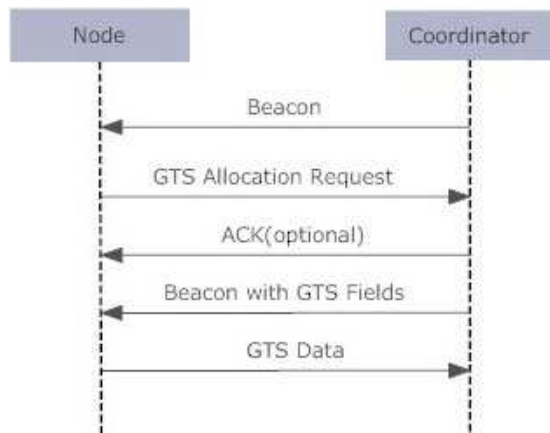 Node
Coordinator
Beacon
GTS Allocation Request
ACK(optional)
Beacon with GTS Fields
GTS Data